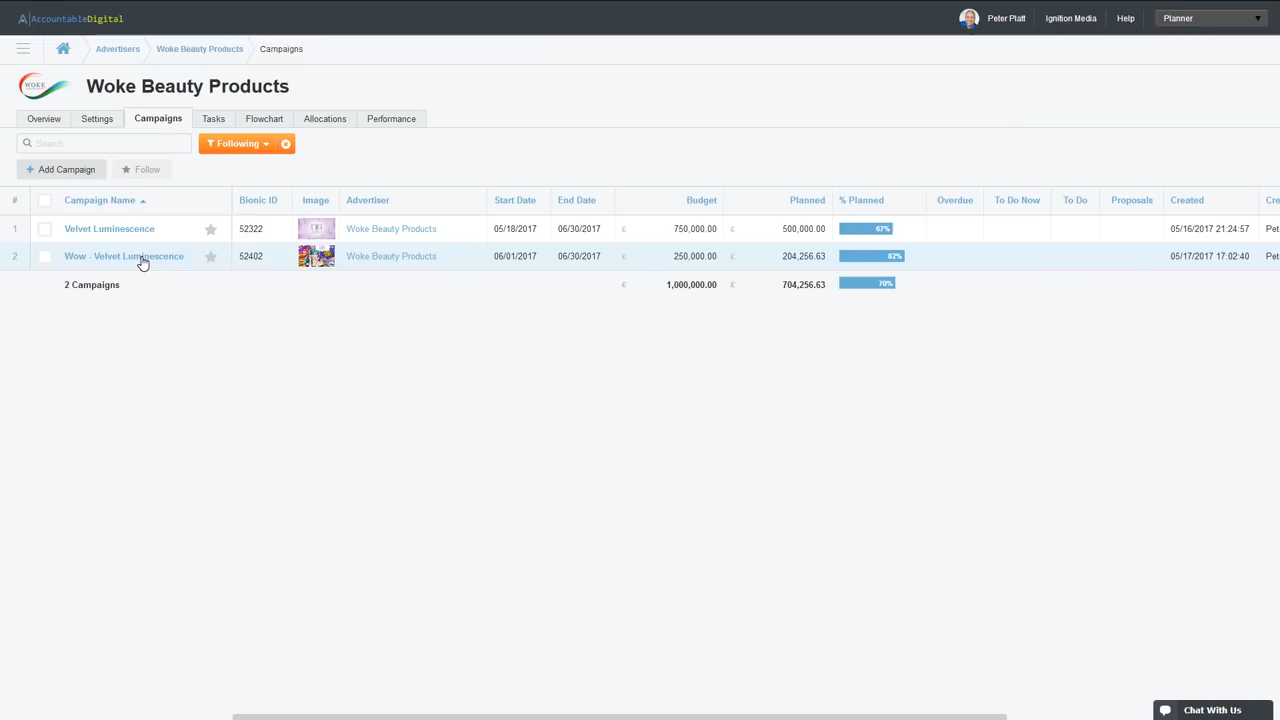 AccountableDigital
Peter Platt
Ignition Media
Help
Planner
Advertisers
Woke Beauty Products
Campaigns
WOKE
Woke Beauty Products
Overview
Settings
Campaigns
Tasks
Flowchart
Allocations
Performance
Search
Following
+ Add Campaign
Follow
# Campaign Name Bionic ID Image Advertiser Start Date End Date Budget Planned % Planned Overdue To Do Now To Do Proposals Created Cre
1 Velvet Luminescence 52322 Woke Beauty Products 05/18/2017 06/30/2017 £ 750,000.00 £ 500,000.00 67% 05/16/2017 21:24:57 Pet
2 Wow - Velvet Luminescence 52402 Woke Beauty Products 06/01/2017 06/30/2017 £ 250,000.00 £ 204,256.63 82% 05/17/2017 17:02:40 Pet
2 Campaigns £ 1,000,000.00 £ 704,256.63 70%
Chat With Us